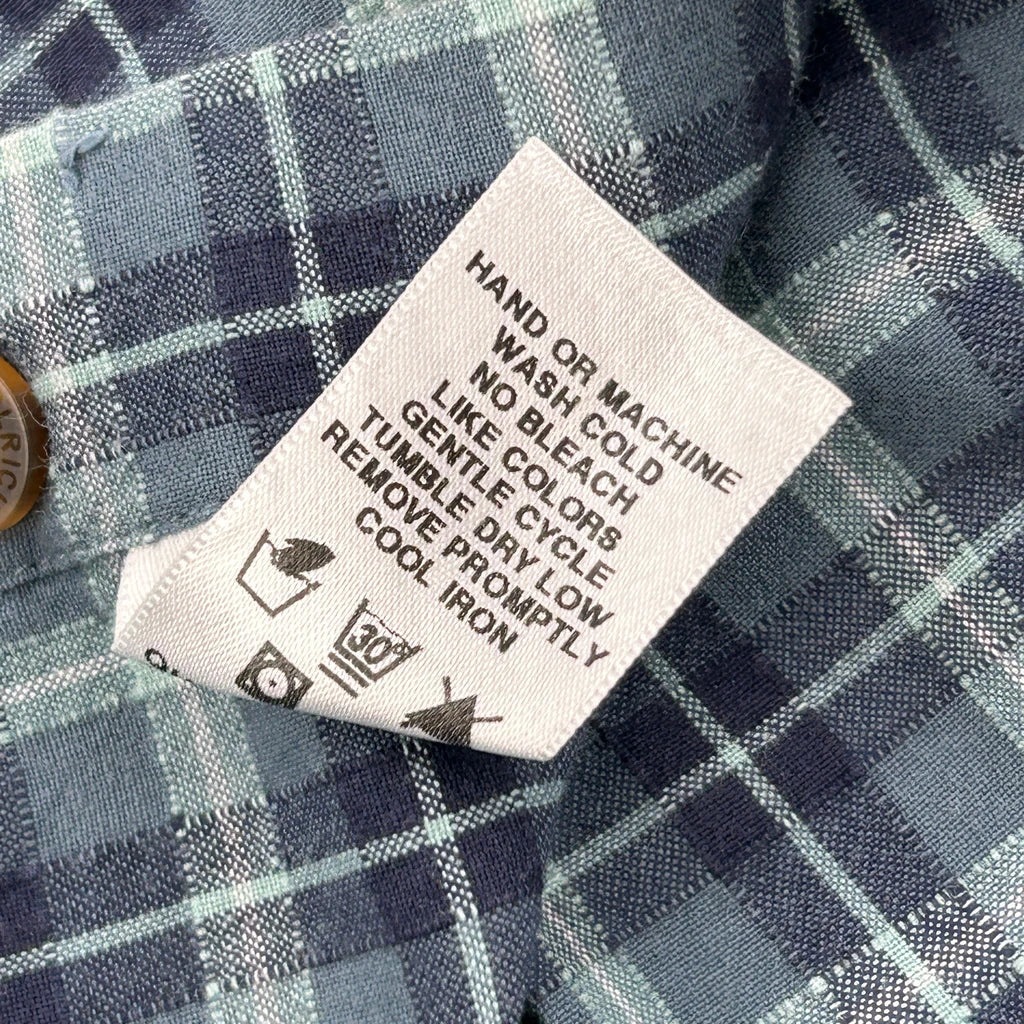 HAND OR MACHINE
WASH COLD
NO BLEACH
LIKE COLORS
GENTLE CYCLE
TUMBLE DRY LOW
REMOVE PROMPTLY
COOL IRON
30°